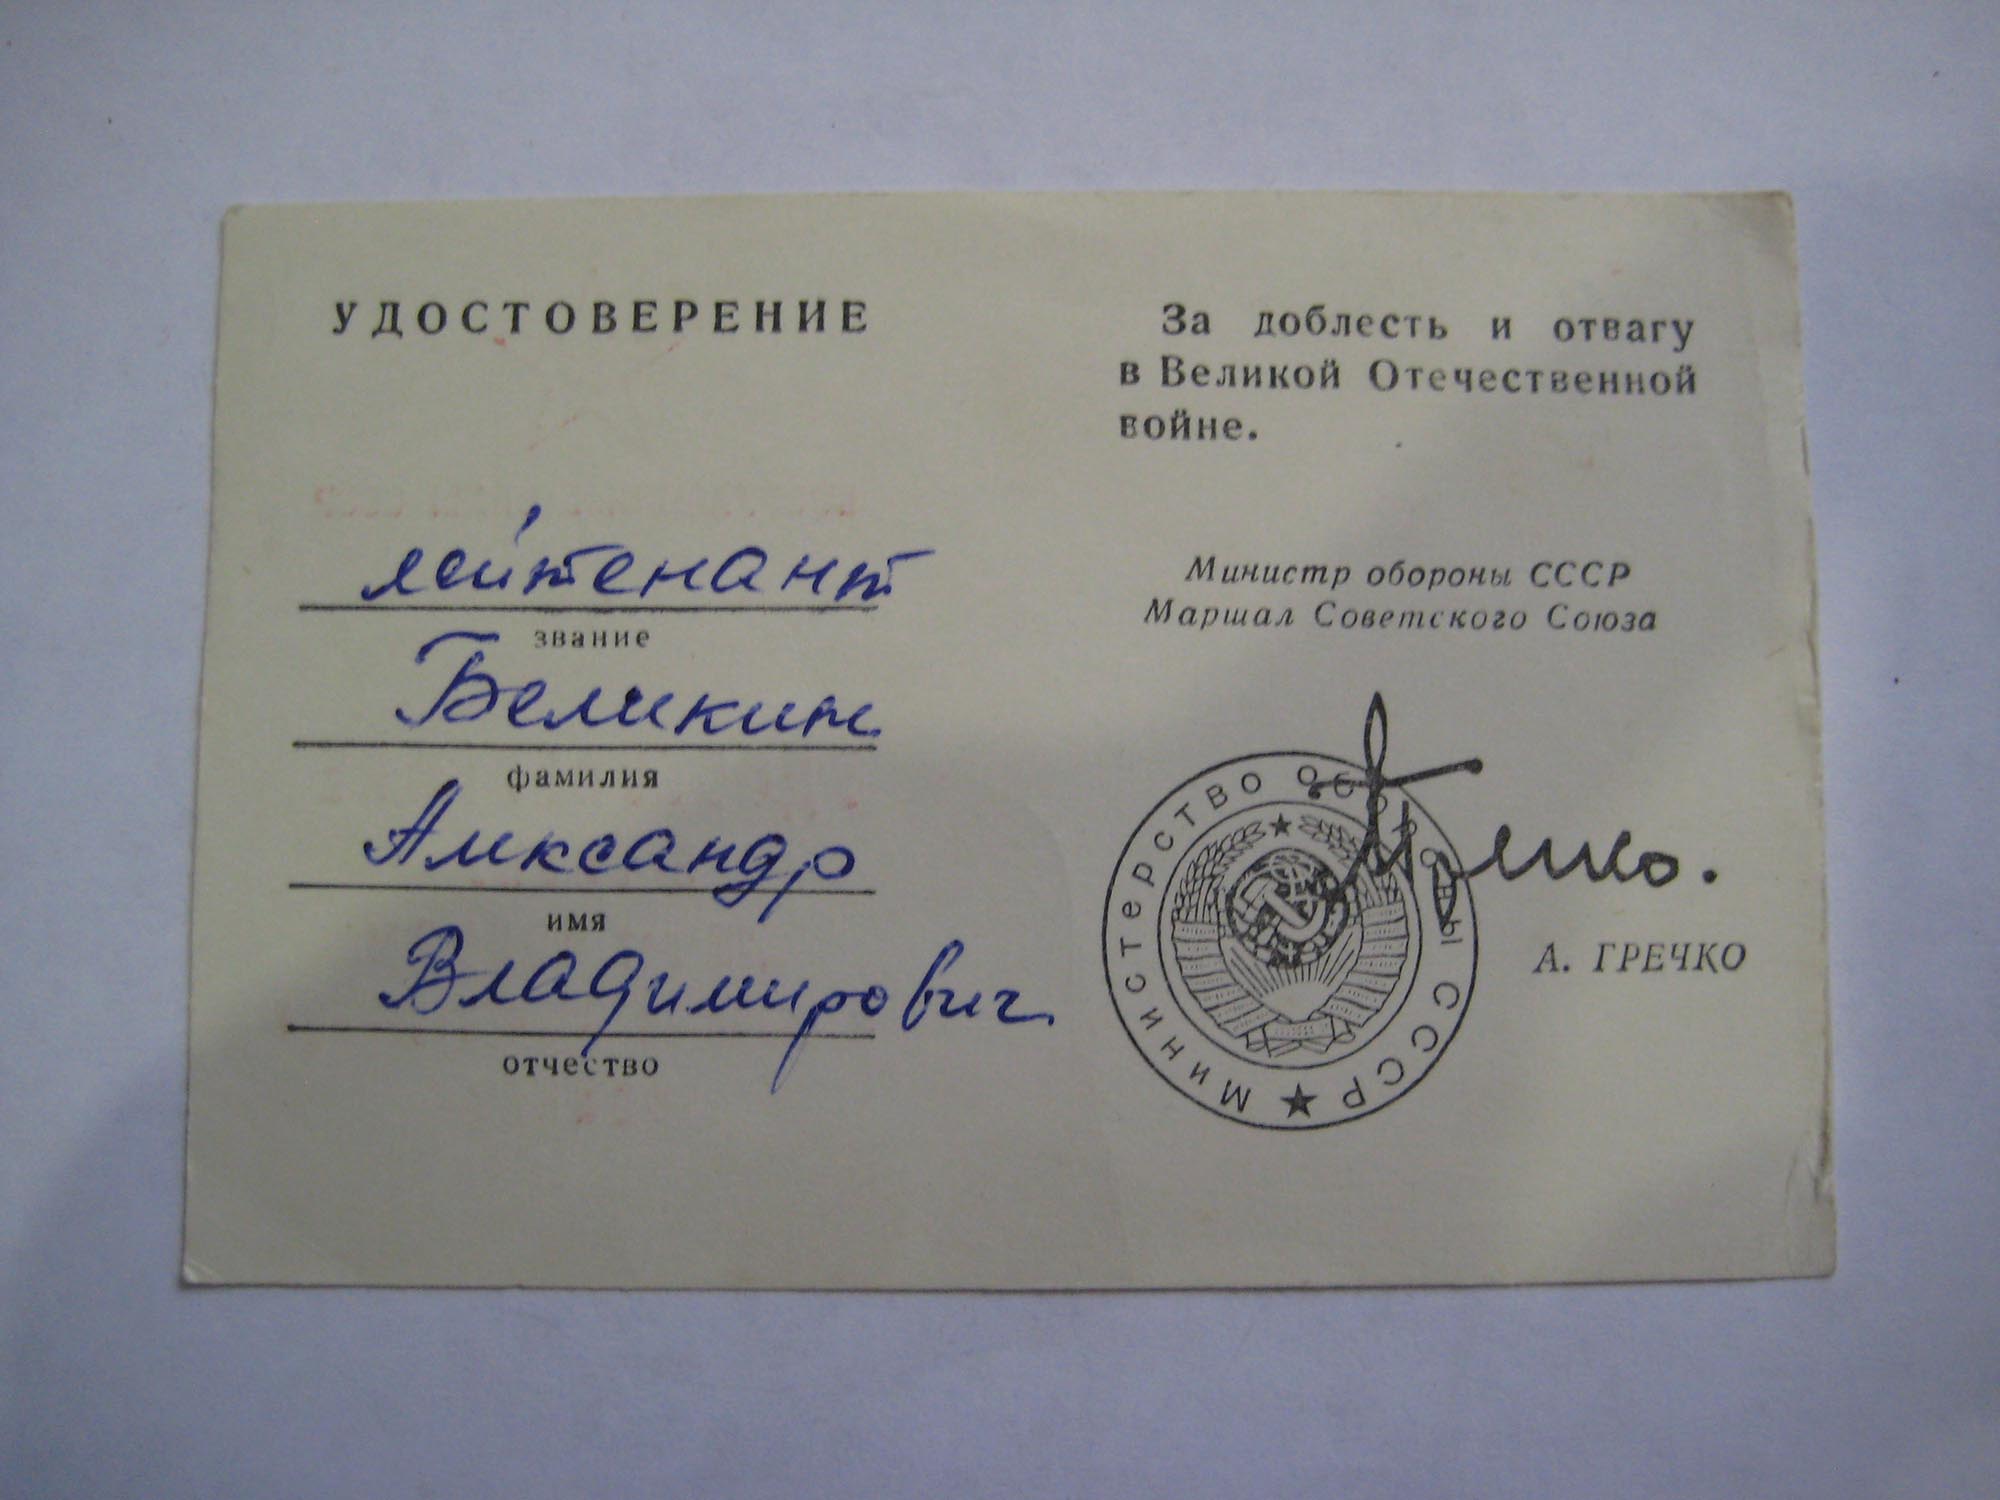 УДОСТОВЕРЕНИЕ
лейтенант
звание
Беликин
фамилия
Александр
имя
Владимирович
отчество
За доблесть и отвагу
в Великой Отечественной
войне.
Министр обороны СССР
Маршал Советского Союза
Гречко.
А. ГРЕЧКО
МИНИСТЕРСТВО ОБОРОНЫ СССР